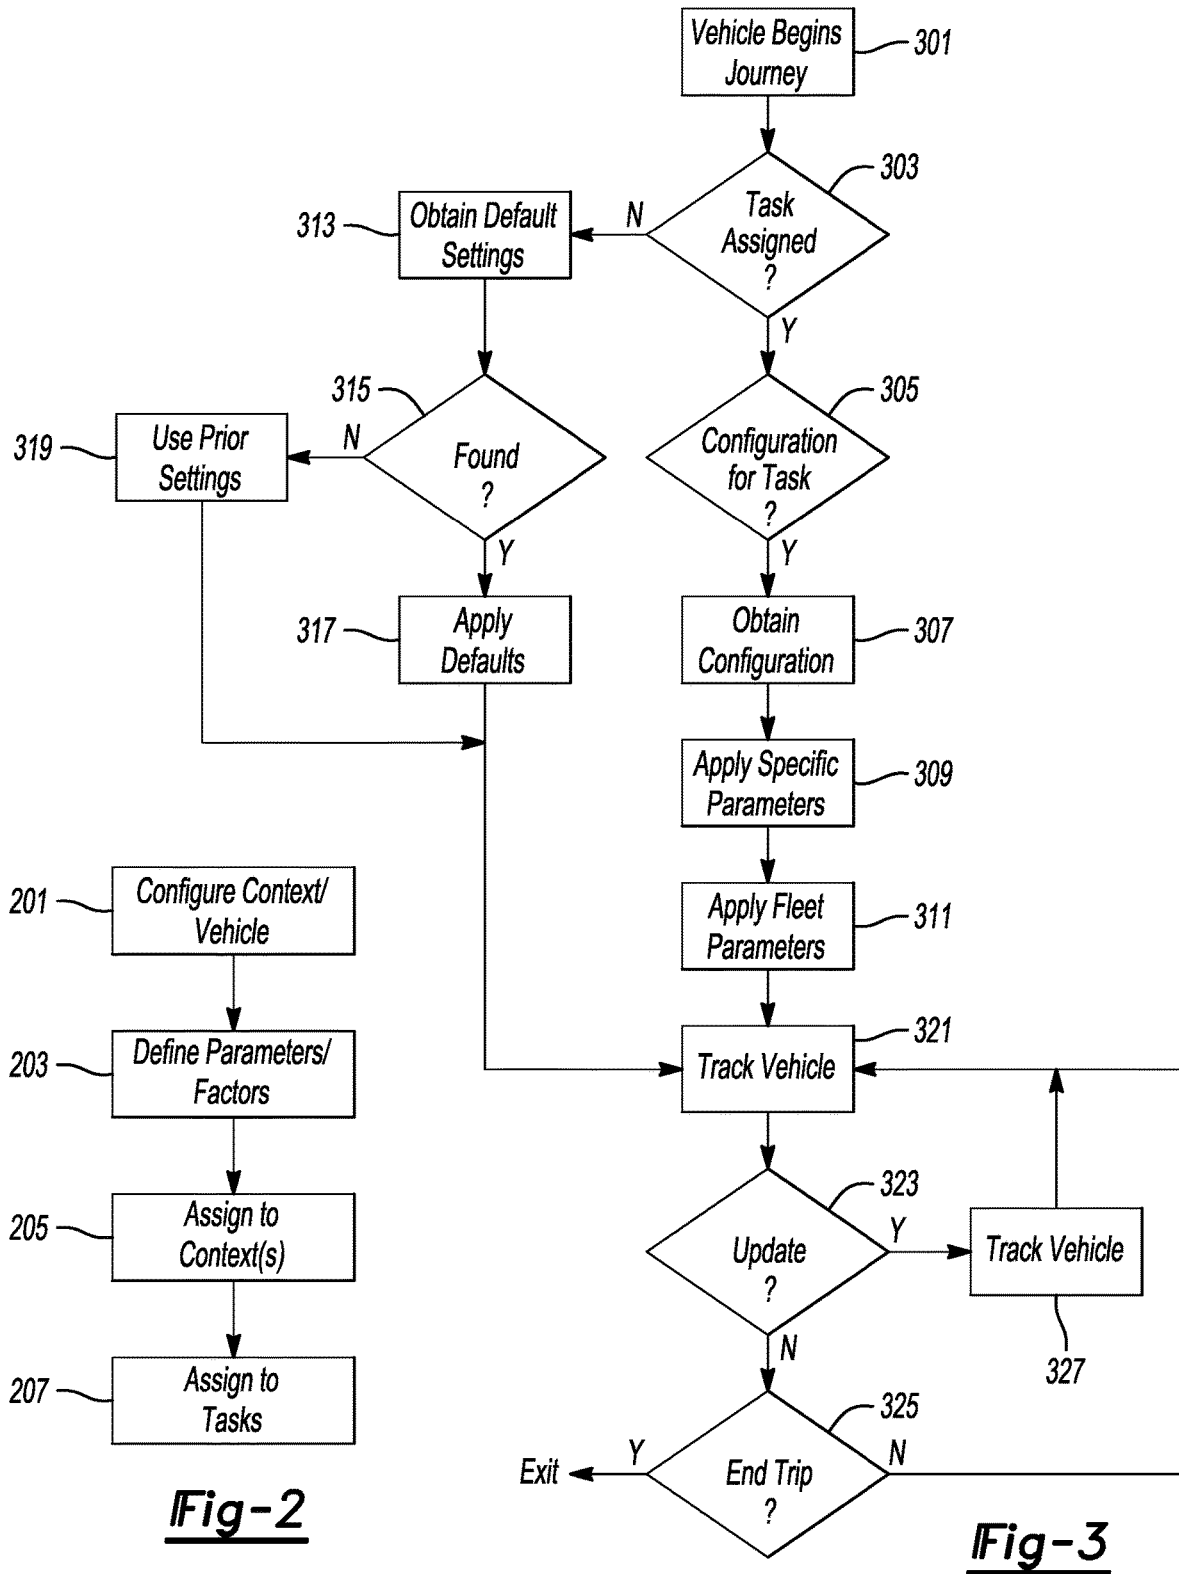 Vehicle Begins
Journey
301
303
Task
Assigned
?
N
Y
Obtain Default
Settings
313
315
Found
?
N
Y
305
Configuration
for Task
?
Y
319
Use Prior
Settings
317
Apply
Defaults
Obtain
Configuration
307
Apply Specific
Parameters
309
Apply Fleet
Parameters
311
321
Track Vehicle
323
Update
?
Y
N
Track Vehicle
327
325
End Trip
?
Y
N
Exit
Fig-3
201
Configure Context/
Vehicle
203
Define Parameters/
Factors
205
Assign to
Context(s)
207
Assign to
Tasks
Fig-2